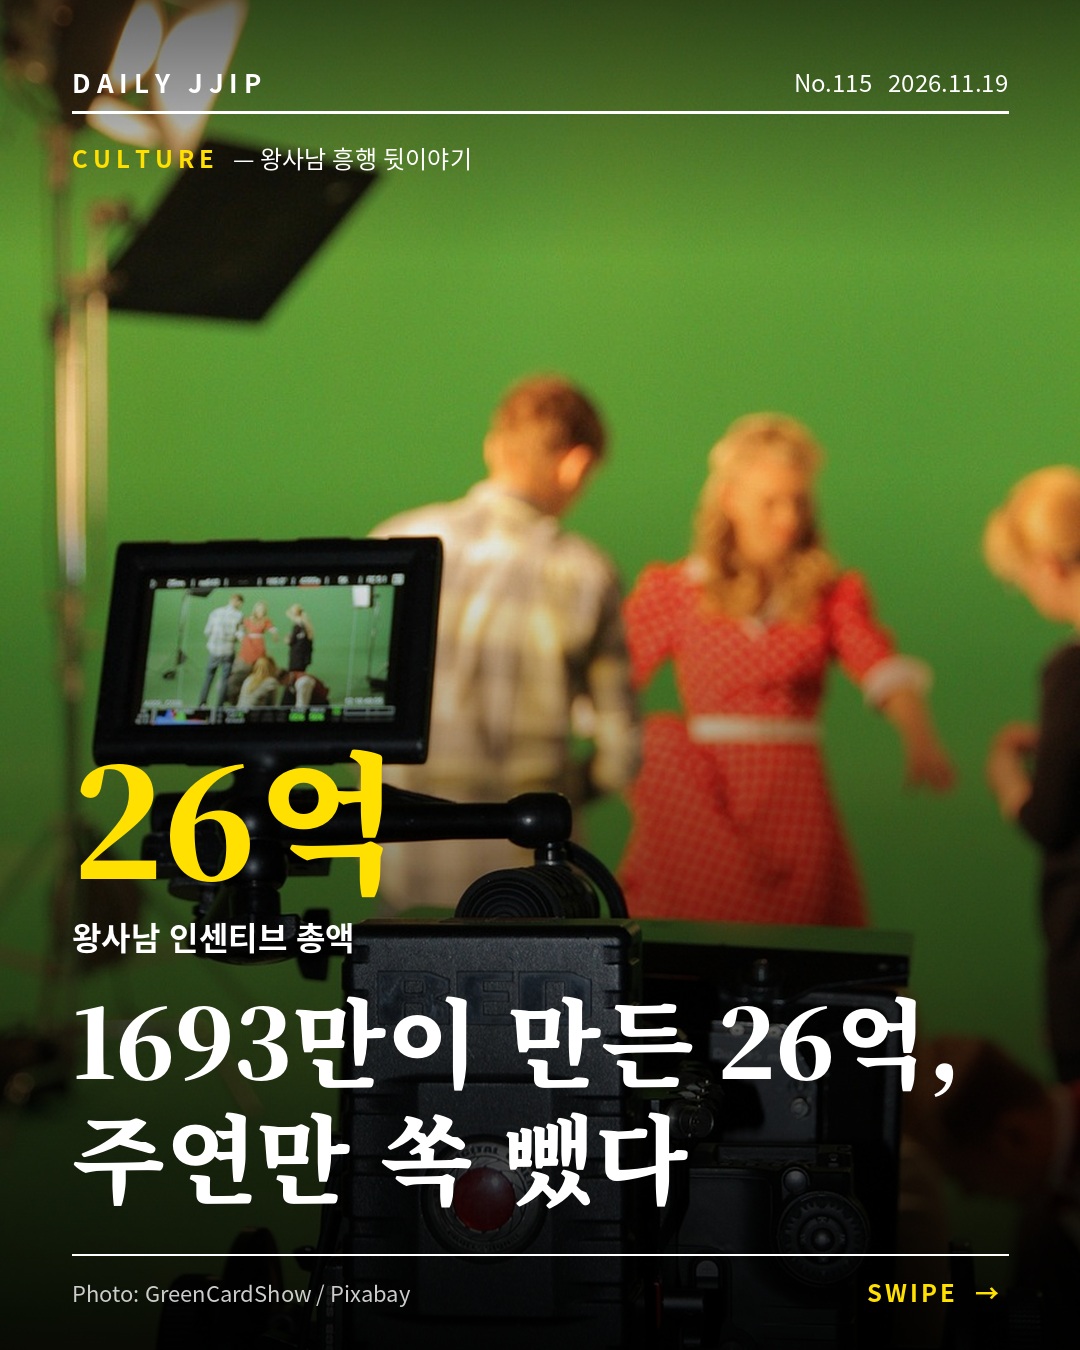 DAILY JJIP
No.115 2026.11.19
CULTURE — 왕사남 흥행 뒷이야기
26억
왕사남 인센티브 총액
1693만이 만든 26억,
주연만 쏙 뺐다
Photo: GreenCardShow / Pixabay
SWIPE →